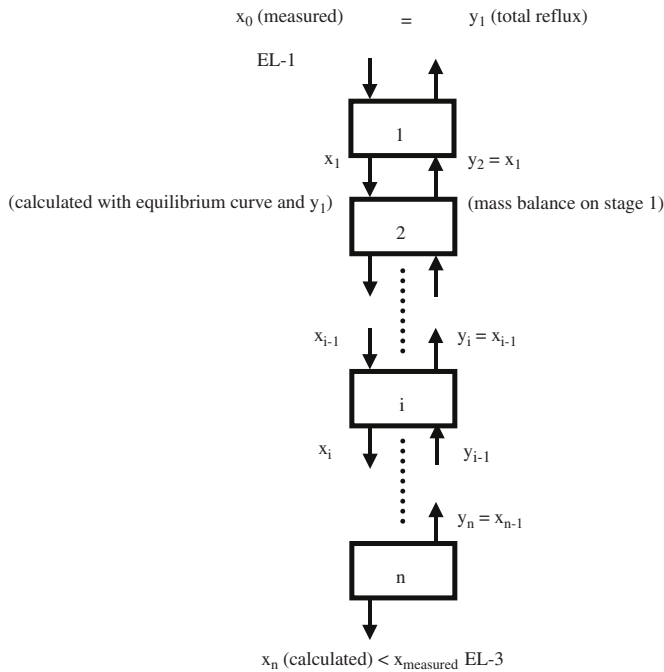 x₀ (measured) = y₁ (total reflux)
EL-1
1
x₁ y₂ = x₁
(calculated with equilibrium curve and y₁) (mass balance on stage 1)
2
xᵢ₋₁ yᵢ = xᵢ₋₁
i
xᵢ yᵢ₋₁
yₙ = xₙ₋₁
n
xₙ (calculated) < x_measured EL-3